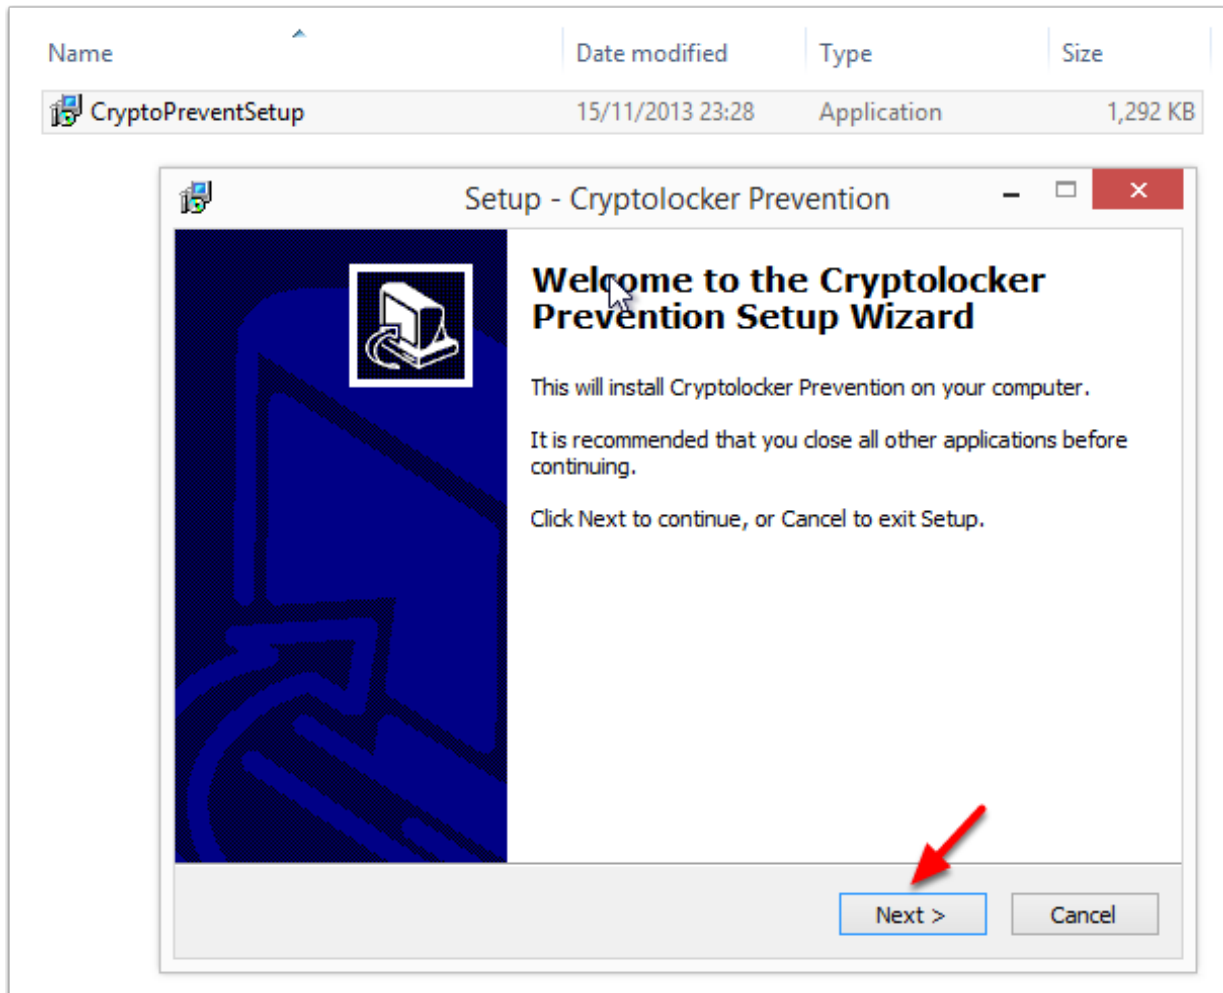 Name Date modified Type Size
CryptoPreventSetup 15/11/2013 23:28 Application 1,292 KB
Setup - Cryptolocker Prevention
Welcome to the Cryptolocker
Prevention Setup Wizard
This will install Cryptolocker Prevention on your computer.
It is recommended that you close all other applications before
continuing.
Click Next to continue, or Cancel to exit Setup.
Next > Cancel